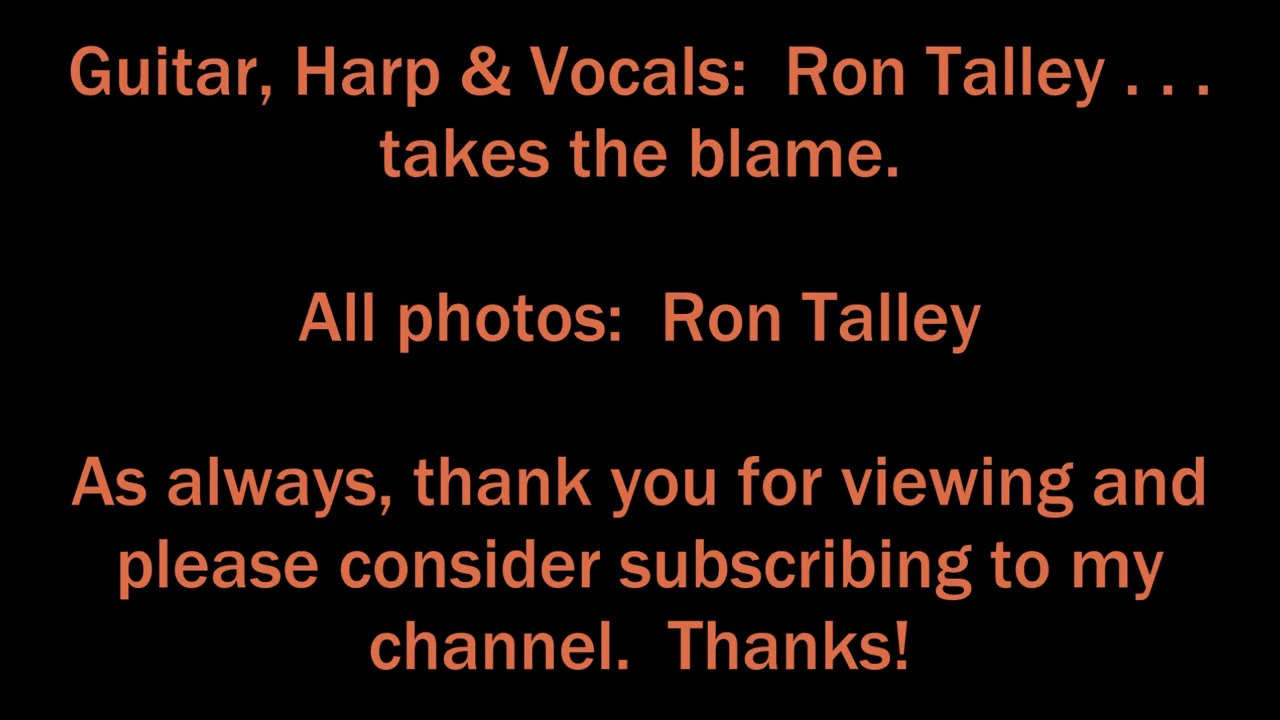 Guitar, Harp & Vocals:  Ron Talley . . .
takes the blame.
All photos:  Ron Talley
As always, thank you for viewing and
please consider subscribing to my
channel.  Thanks!